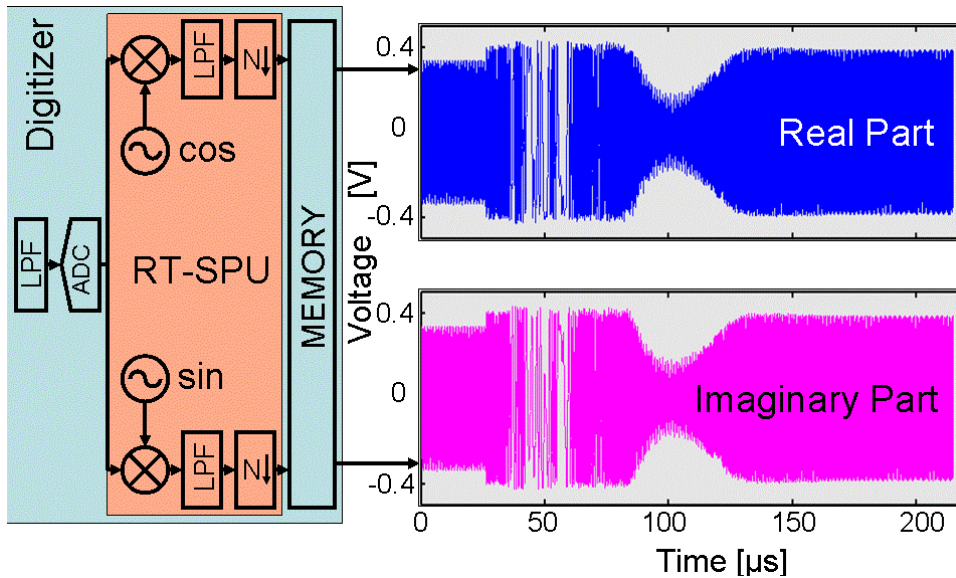 Digitizer
LPF
ADC
LPF
N↓
cos
RT-SPU
sin
LPF
N↓
MEMORY
Voltage [V]
0.4
0
-0.4
Real Part
0.4
0
-0.4
Imaginary Part
0 50 100 150 200
Time [µs]